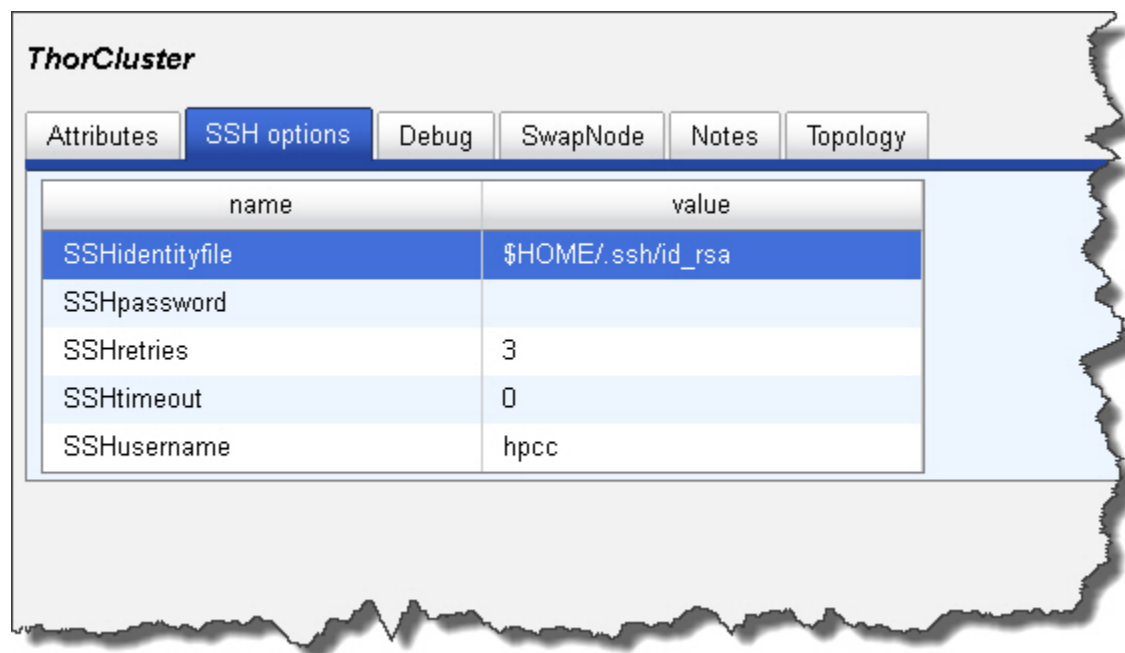 ThorCluster
Attributes SSH options Debug SwapNode Notes Topology
name value
SSHidentityfile $HOME/.ssh/id_rsa
SSHpassword
SSHretries 3
SSHtimeout 0
SSHusername hpcc